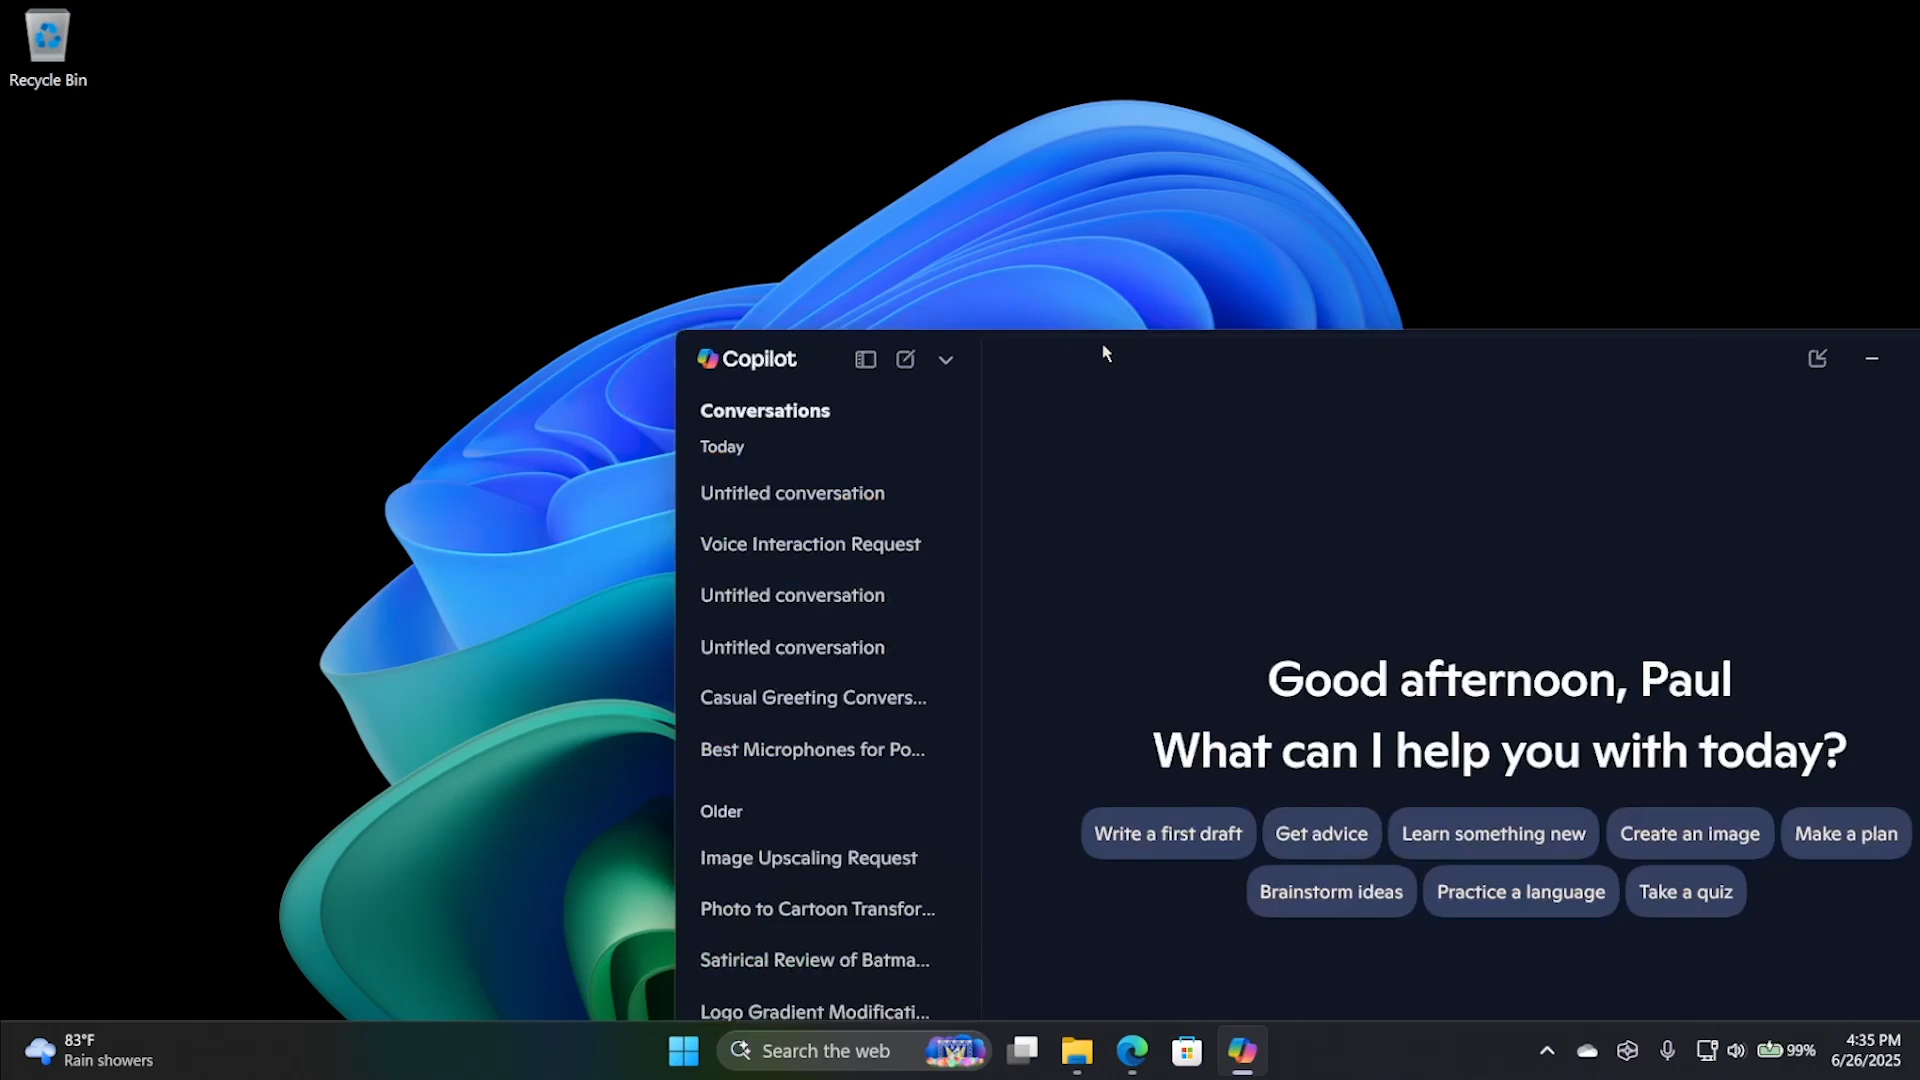 Recycle Bin
Copilot
Conversations
Today
Untitled conversation
Voice Interaction Request
Untitled conversation
Untitled conversation
Casual Greeting Convers...
Best Microphones for Po...
Older
Image Upscaling Request
Photo to Cartoon Transfor...
Satirical Review of Batma...
Logo Gradient Modificati...
Good afternoon, Paul
What can I help you with today?
Write a first draft
Get advice
Learn something new
Create an image
Make a plan
Brainstorm ideas
Practice a language
Take a quiz
83°F
Rain showers
Search the web
99%
4:35 PM
6/26/2025